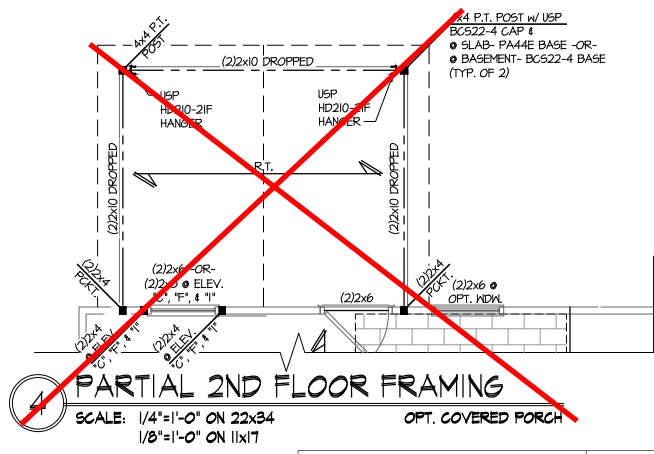 4x4 P.T.
POST
4x4 P.T. POST w/ USP
BCS22-4 CAP &
@ SLAB- PA44E BASE -OR-
@ BASEMENT- BCS22-4 BASE
(TYP. OF 2)
(2)2x10 DROPPED
USP
HD210-2IF
HANGER
USP
HD210-2IF
HANGER
(2)2x10 DROPPED
R.T.
(2)2x10 DROPPED
(2)2x4
PCKT.
(2)2x6 -OR-
@ ELEV.
"C", "F", & "I"
(2)2x6
(2)2x4
PCKT.
(2)2x6 @
OPT. WDW.
(2)2x4
@ ELEV.
"C", "F", & "I"
(2)2x4
@ ELEV.
"C", "F", & "I"
4
PARTIAL 2ND FLOOR FRAMING
SCALE: 1/4"=1'-0" ON 22x34
OPT. COVERED PORCH
1/8"=1'-0" ON 11x17